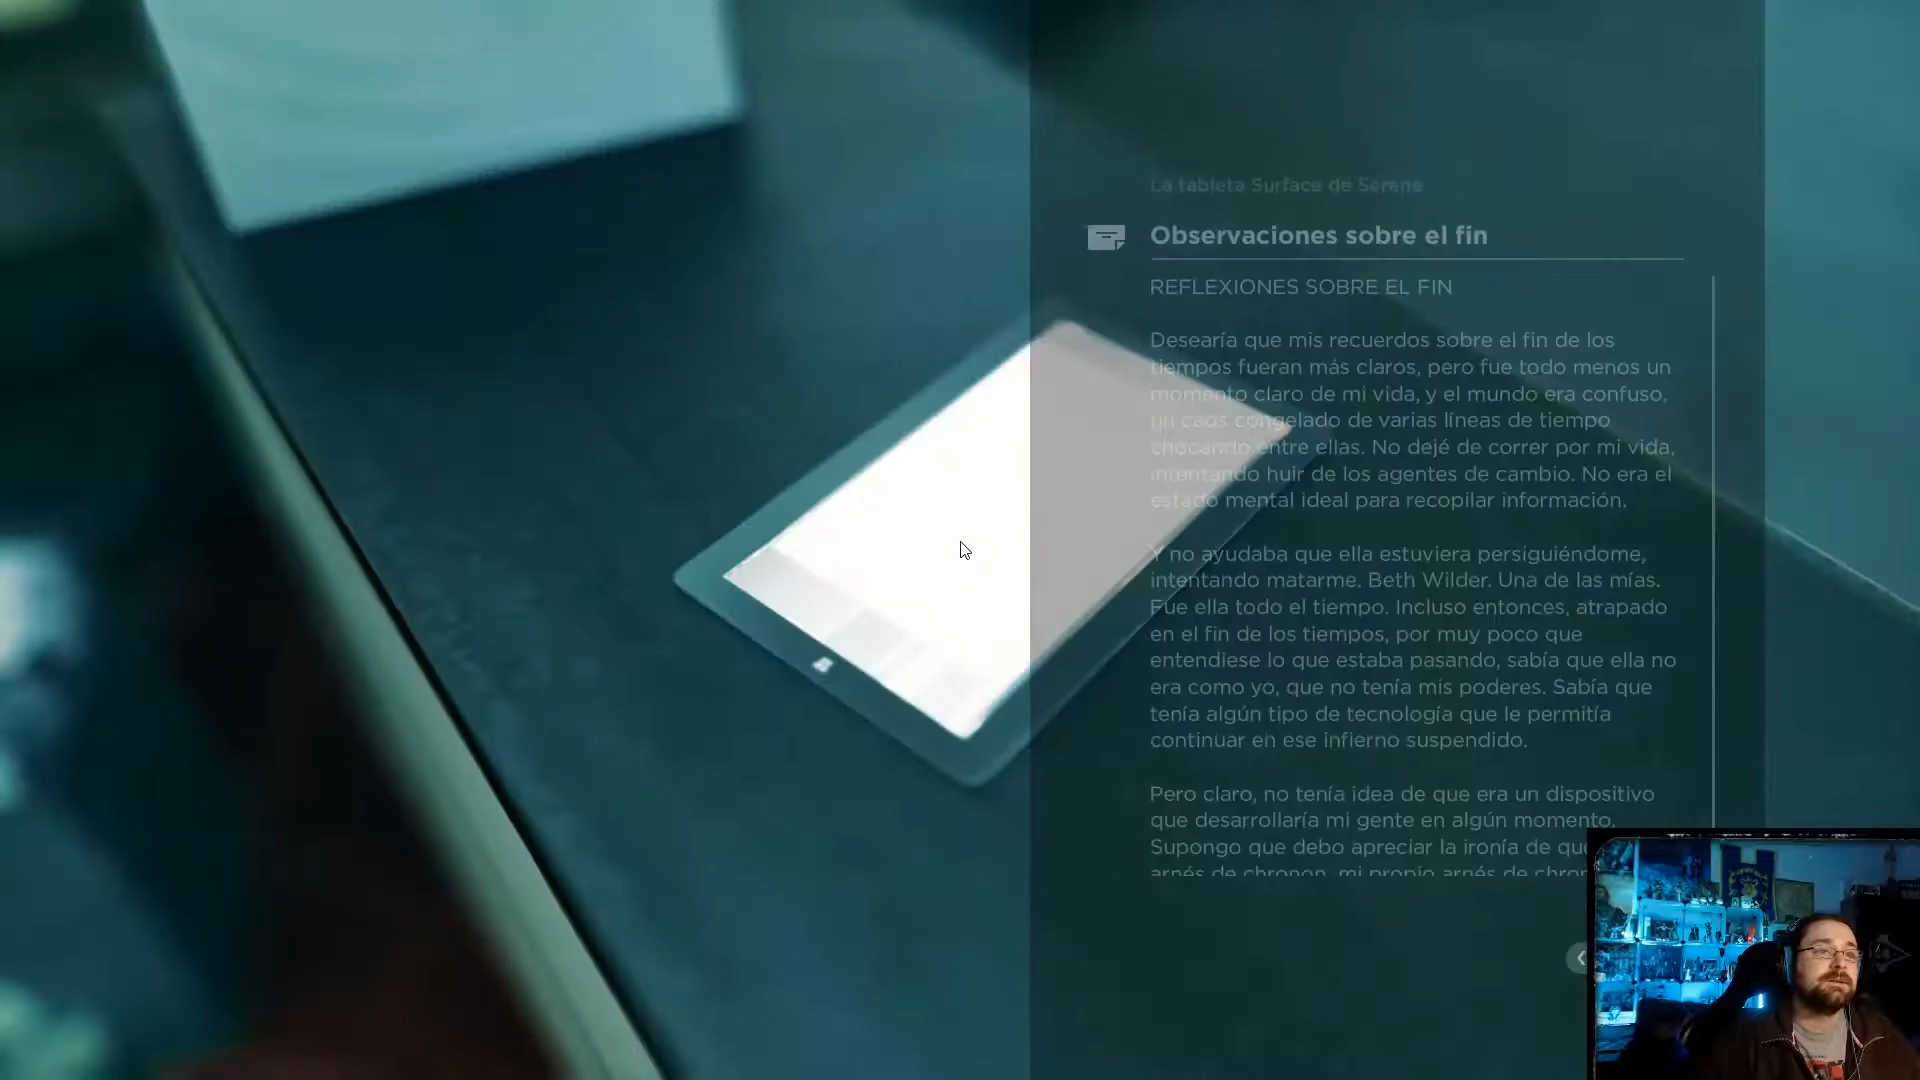 La tableta Surface de Serene
Observaciones sobre el fin
REFLEXIONES SOBRE EL FIN
Desearía que mis recuerdos sobre el fin de los
tiempos fueran más claros, pero fue todo menos un
momento claro de mi vida, y el mundo era confuso,
un caos congelado de varias líneas de tiempo
chocando entre ellas. No dejé de correr por mi vida,
intentando huir de los agentes de cambio. No era el
estado mental ideal para recopilar información.
Y no ayudaba que ella estuviera persiguiéndome,
intentando matarme. Beth Wilder. Una de las mías.
Fue ella todo el tiempo. Incluso entonces, atrapado
en el fin de los tiempos, por muy poco que
entendiese lo que estaba pasando, sabía que ella no
era como yo, que no tenía mis poderes. Sabía que
tenía algún tipo de tecnología que le permitía
continuar en ese infierno suspendido.
Pero claro, no tenía idea de que era un dispositivo
que desarrollaría mi gente en algún momento.
Supongo que debo apreciar la ironía de que
arnés de chronon, mi propio arnés de